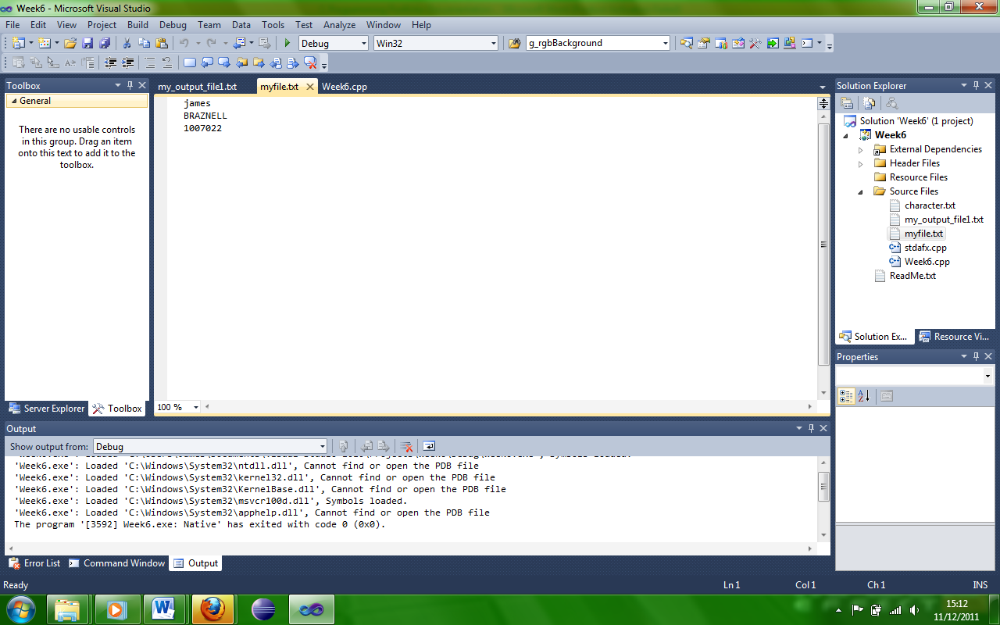 Week6 - Microsoft Visual Studio
File Edit View Project Build Debug Team Data Tools Test Analyze Window Help
Debug Win32 g_rgbBackground
Toolbox
General
There are no usable controls
in this group. Drag an item
onto this text to add it to the
toolbox.
Server Explorer Toolbox
my_output_file1.txt myfile.txt Week6.cpp
james
BRAZNELL
1007022
100 %
Solution Explorer
Solution 'Week6' (1 project)
Week6
External Dependencies
Header Files
Resource Files
Source Files
character.txt
my_output_file1.txt
myfile.txt
stdafx.cpp
Week6.cpp
ReadMe.txt
Solution Ex... Resource Vi...
Properties
Output
Show output from: Debug
'Week6.exe': Loaded 'C:\Windows\System32\ntdll.dll', Cannot find or open the PDB file
'Week6.exe': Loaded 'C:\Windows\System32\kernel32.dll', Cannot find or open the PDB file
'Week6.exe': Loaded 'C:\Windows\System32\KernelBase.dll', Cannot find or open the PDB file
'Week6.exe': Loaded 'C:\Windows\System32\msvcr100d.dll', Symbols loaded.
'Week6.exe': Loaded 'C:\Windows\System32\apphelp.dll', Cannot find or open the PDB file
The program '[3592] Week6.exe: Native' has exited with code 0 (0x0).
Error List Command Window Output
Ready Ln 1 Col 1 Ch 1 INS
15:12
11/12/2011